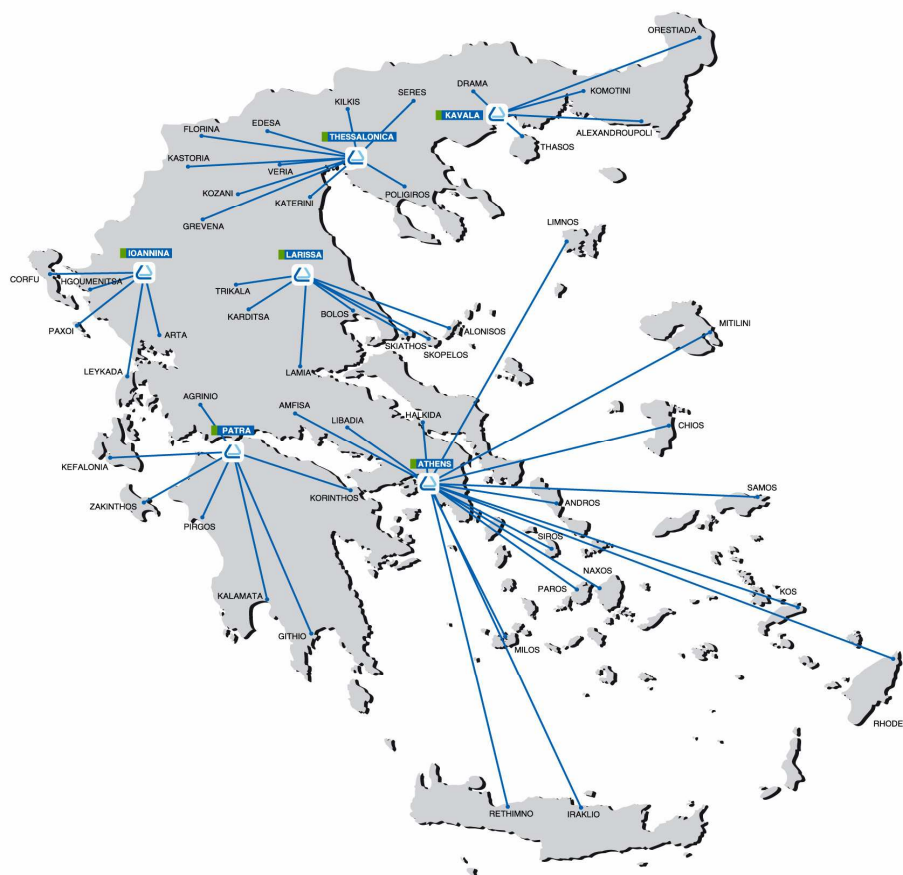 ORESTIADA
DRAMA
KOMOTINI
SERES
KILKIS
KAVALA
EDESA
FLORINA
ALEXANDROUPOLI
THESSALONICA
THASOS
KASTORIA
VERIA
KOZANI
KATERINI
POLIGIROS
GREVENA
LIMNOS
IOANNINA
LARISSA
CORFU
HGOUMENITSA
TRIKALA
KARDITSA
BOLOS
MITILINI
PAXOI
ARTA
ALONISOS
SKIATHOS
SKOPELOS
LEYKADA
LAMIA
AGRINIO
AMFISA
LIBADIA
HALKIDA
CHIOS
PATRA
KEFALONIA
ATHENS
SAMOS
KORINTHOS
ZAKINTHOS
ANDROS
PIRGOS
SIROS
NAXOS
PAROS
KOS
KALAMATA
GITHIO
MILOS
RHODE
RETHIMNO
IRAKLIO